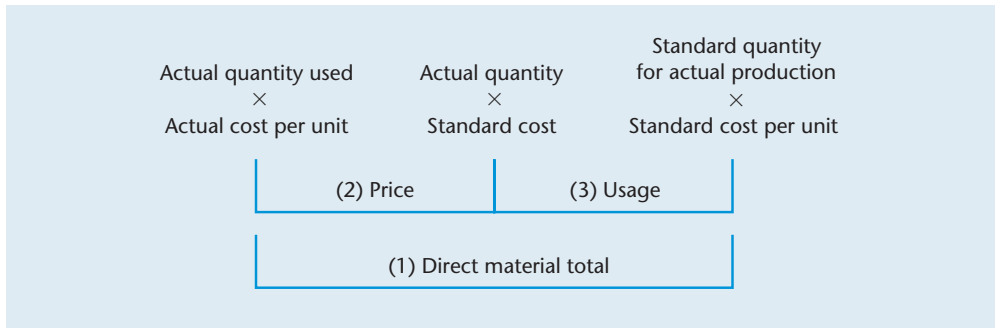 Actual quantity used
×
Actual cost per unit
Actual quantity
×
Standard cost
Standard quantity
for actual production
×
Standard cost per unit
(2) Price
(3) Usage
(1) Direct material total